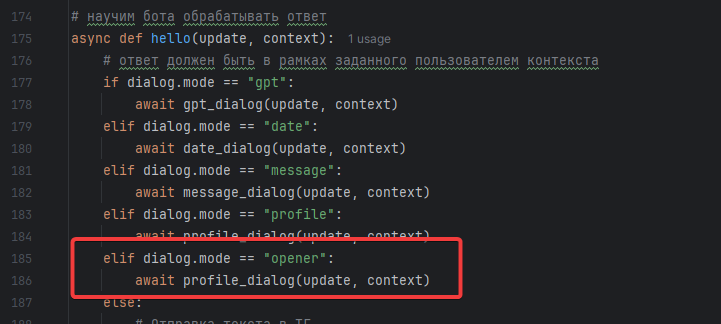 174 # научим бота обрабатывать ответ
175 async def hello(update, context): 1 usage
176 # ответ должен быть в рамках заданного пользователем контекста
177 if dialog.mode == "gpt":
178 await gpt_dialog(update, context)
179 elif dialog.mode == "date":
180 await date_dialog(update, context)
181 elif dialog.mode == "message":
182 await message_dialog(update, context)
183 elif dialog.mode == "profile":
184 await profile_dialog(update, context)
185 elif dialog.mode == "opener":
186 await profile_dialog(update, context)
187 else:
188 # Отправка текста в ТГ